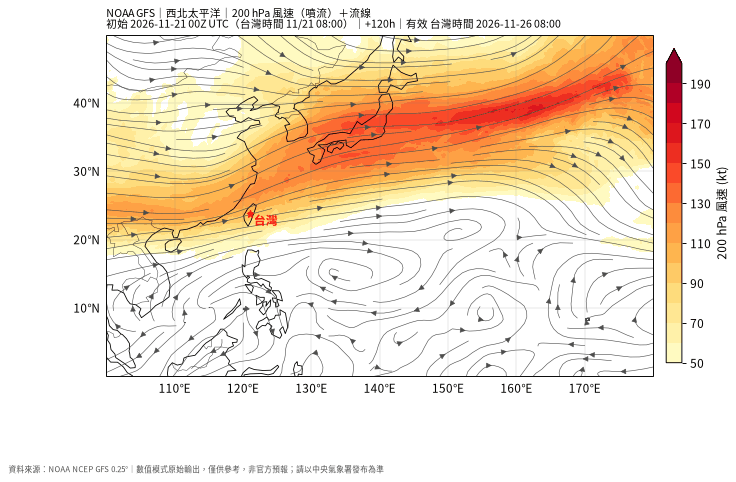 NOAA GFS｜西北太平洋｜200 hPa 風速（噴流）＋流線
初始 2026-11-21 00Z UTC（台灣時間 11/21 08:00）｜+120h｜有效 台灣時間 2026-11-26 08:00
40°N
30°N
20°N
10°N
110°E
120°E
130°E
140°E
150°E
160°E
170°E
台灣
190
170
150
130
110
90
70
50
200 hPa 風速 (kt)
資料來源：NOAA NCEP GFS 0.25°｜數值模式原始輸出，僅供參考，非官方預報；請以中央氣象署發布為準